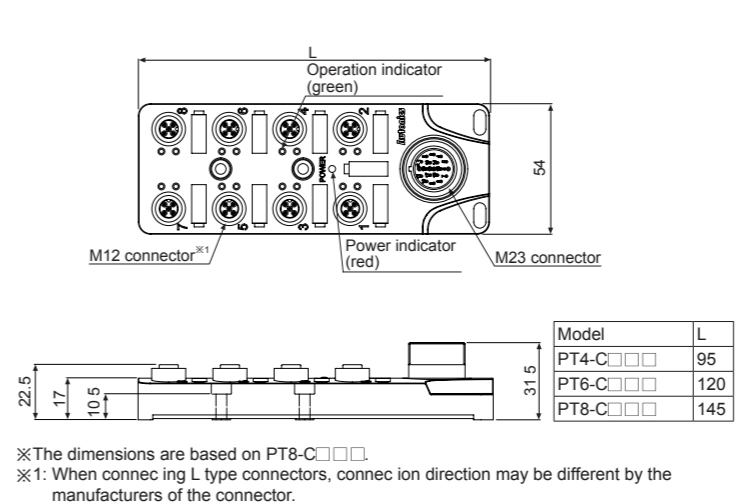 L
Operation indicator
(green)
8 6 4 2
Autonics
POWER
54
7 5 3 1
M12 connector※1
Power indicator
(red)
M23 connector
22.5
17
10 5
31 5
Model L
PT4-C□□□ 95
PT6-C□□□ 120
PT8-C□□□ 145
※The dimensions are based on PT8-C□□□.
※1: When connec ing L type connectors, connec ion direction may be different by the
manufacturers of the connector.